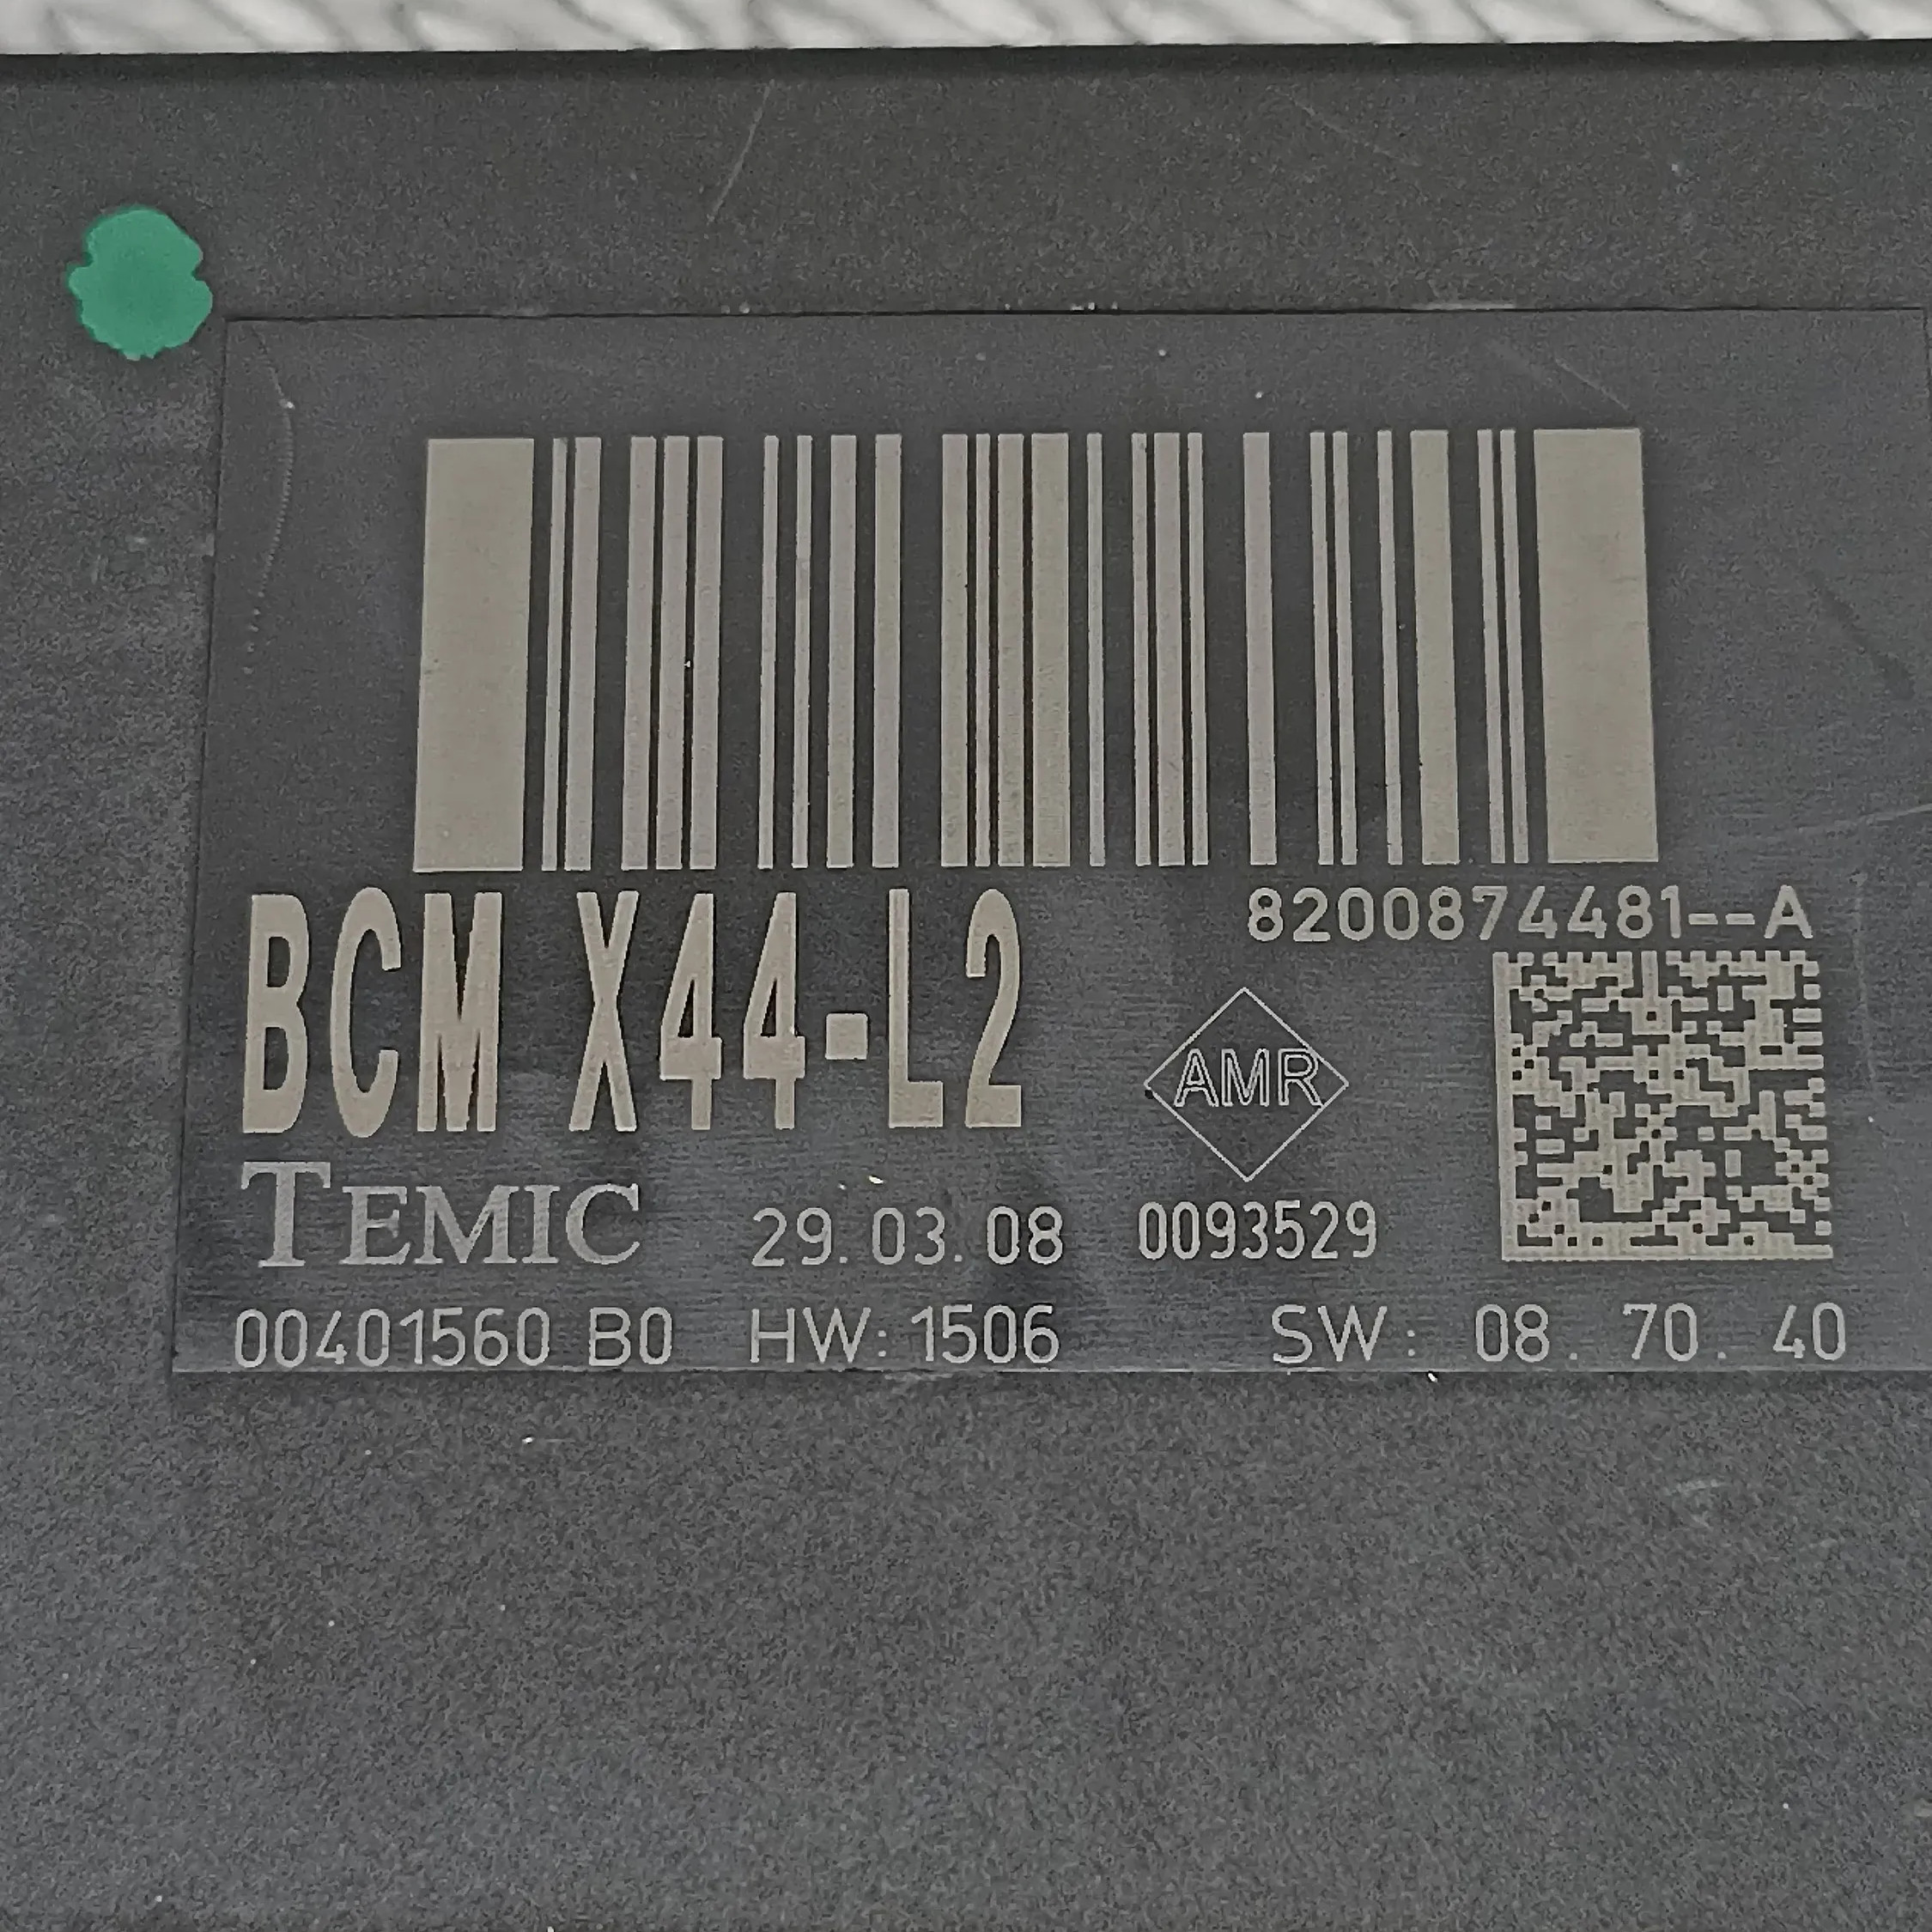 8200874481--A
BCM X44-L2
AMR
TEMIC 29.03.08 0093529
00401560 B0 HW:1506 SW: 08. 70. 40